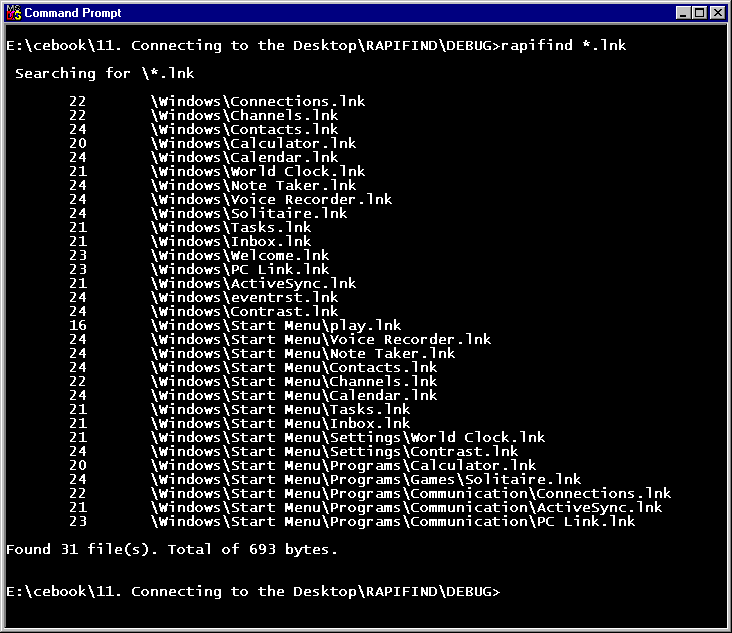 Command Prompt
E:\cebook\11. Connecting to the Desktop\RAPIFIND\DEBUG>rapifind *.lnk
Searching for \*.lnk
22 \Windows\Connections.lnk
22 \Windows\Channels.lnk
24 \Windows\Contacts.lnk
20 \Windows\Calculator.lnk
24 \Windows\Calendar.lnk
21 \Windows\World Clock.lnk
24 \Windows\Note Taker.lnk
24 \Windows\Voice Recorder.lnk
24 \Windows\Solitaire.lnk
21 \Windows\Tasks.lnk
21 \Windows\Inbox.lnk
23 \Windows\Welcome.lnk
23 \Windows\PC Link.lnk
21 \Windows\ActiveSync.lnk
24 \Windows\eventrst.lnk
24 \Windows\Contrast.lnk
16 \Windows\Start Menu\play.lnk
24 \Windows\Start Menu\Voice Recorder.lnk
24 \Windows\Start Menu\Note Taker.lnk
24 \Windows\Start Menu\Contacts.lnk
22 \Windows\Start Menu\Channels.lnk
24 \Windows\Start Menu\Calendar.lnk
21 \Windows\Start Menu\Tasks.lnk
21 \Windows\Start Menu\Inbox.lnk
21 \Windows\Start Menu\Settings\World Clock.lnk
24 \Windows\Start Menu\Settings\Contrast.lnk
20 \Windows\Start Menu\Programs\Calculator.lnk
24 \Windows\Start Menu\Programs\Games\Solitaire.lnk
22 \Windows\Start Menu\Programs\Communication\Connections.lnk
21 \Windows\Start Menu\Programs\Communication\ActiveSync.lnk
23 \Windows\Start Menu\Programs\Communication\PC Link.lnk
Found 31 file(s). Total of 693 bytes.
E:\cebook\11. Connecting to the Desktop\RAPIFIND\DEBUG>